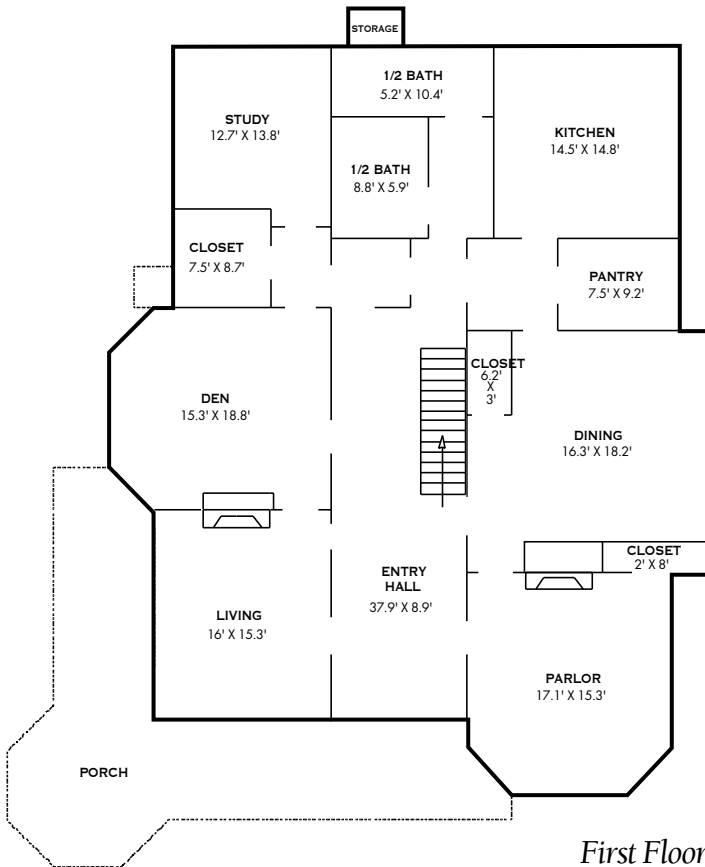 STORAGE
1/2 BATH
5.2' X 10.4'
STUDY
12.7' X 13.8'
KITCHEN
14.5' X 14.8'
1/2 BATH
8.8' X 5.9'
CLOSET
7.5' X 8.7'
PANTRY
7.5' X 9.2'
CLOSET
6.2'
X
3'
DEN
15.3' X 18.8'
DINING
16.3' X 18.2'
CLOSET
2' X 8'
ENTRY
HALL
37.9' X 8.9'
LIVING
16' X 15.3'
PARLOR
17.1' X 15.3'
PORCH
First Floor